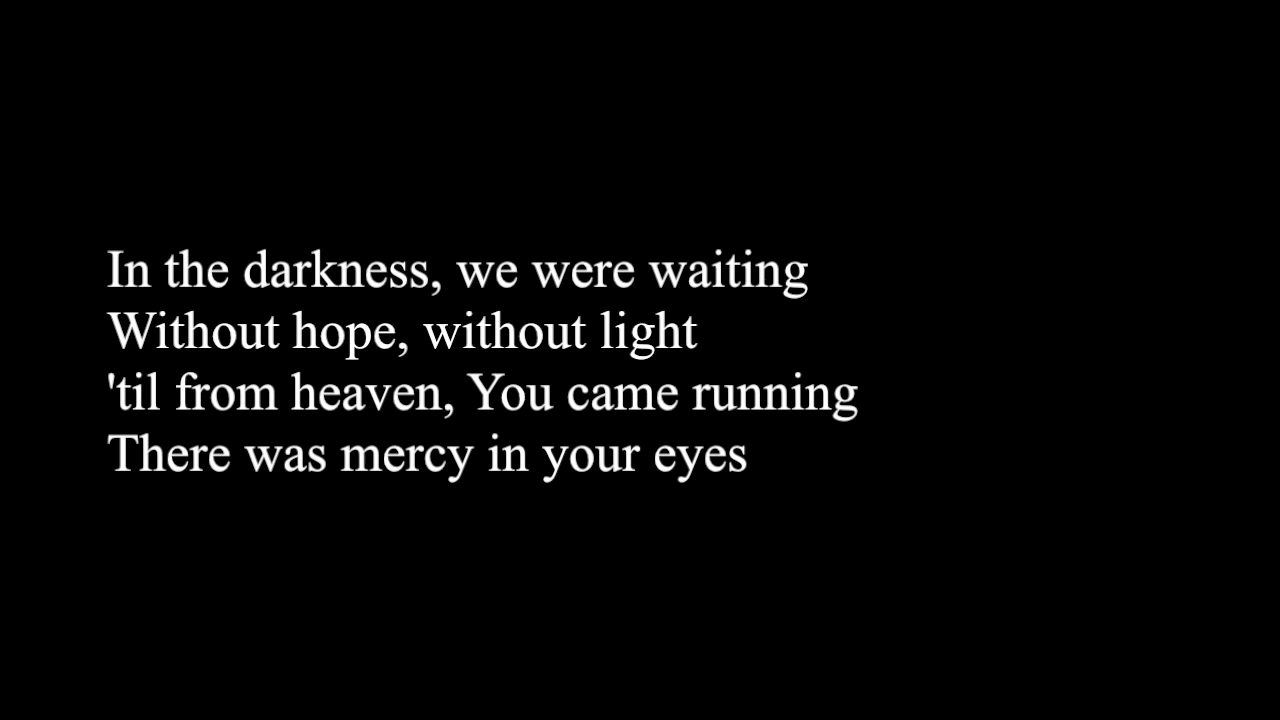 In the darkness, we were waiting
Without hope, without light
'til from heaven, You came running
There was mercy in your eyes